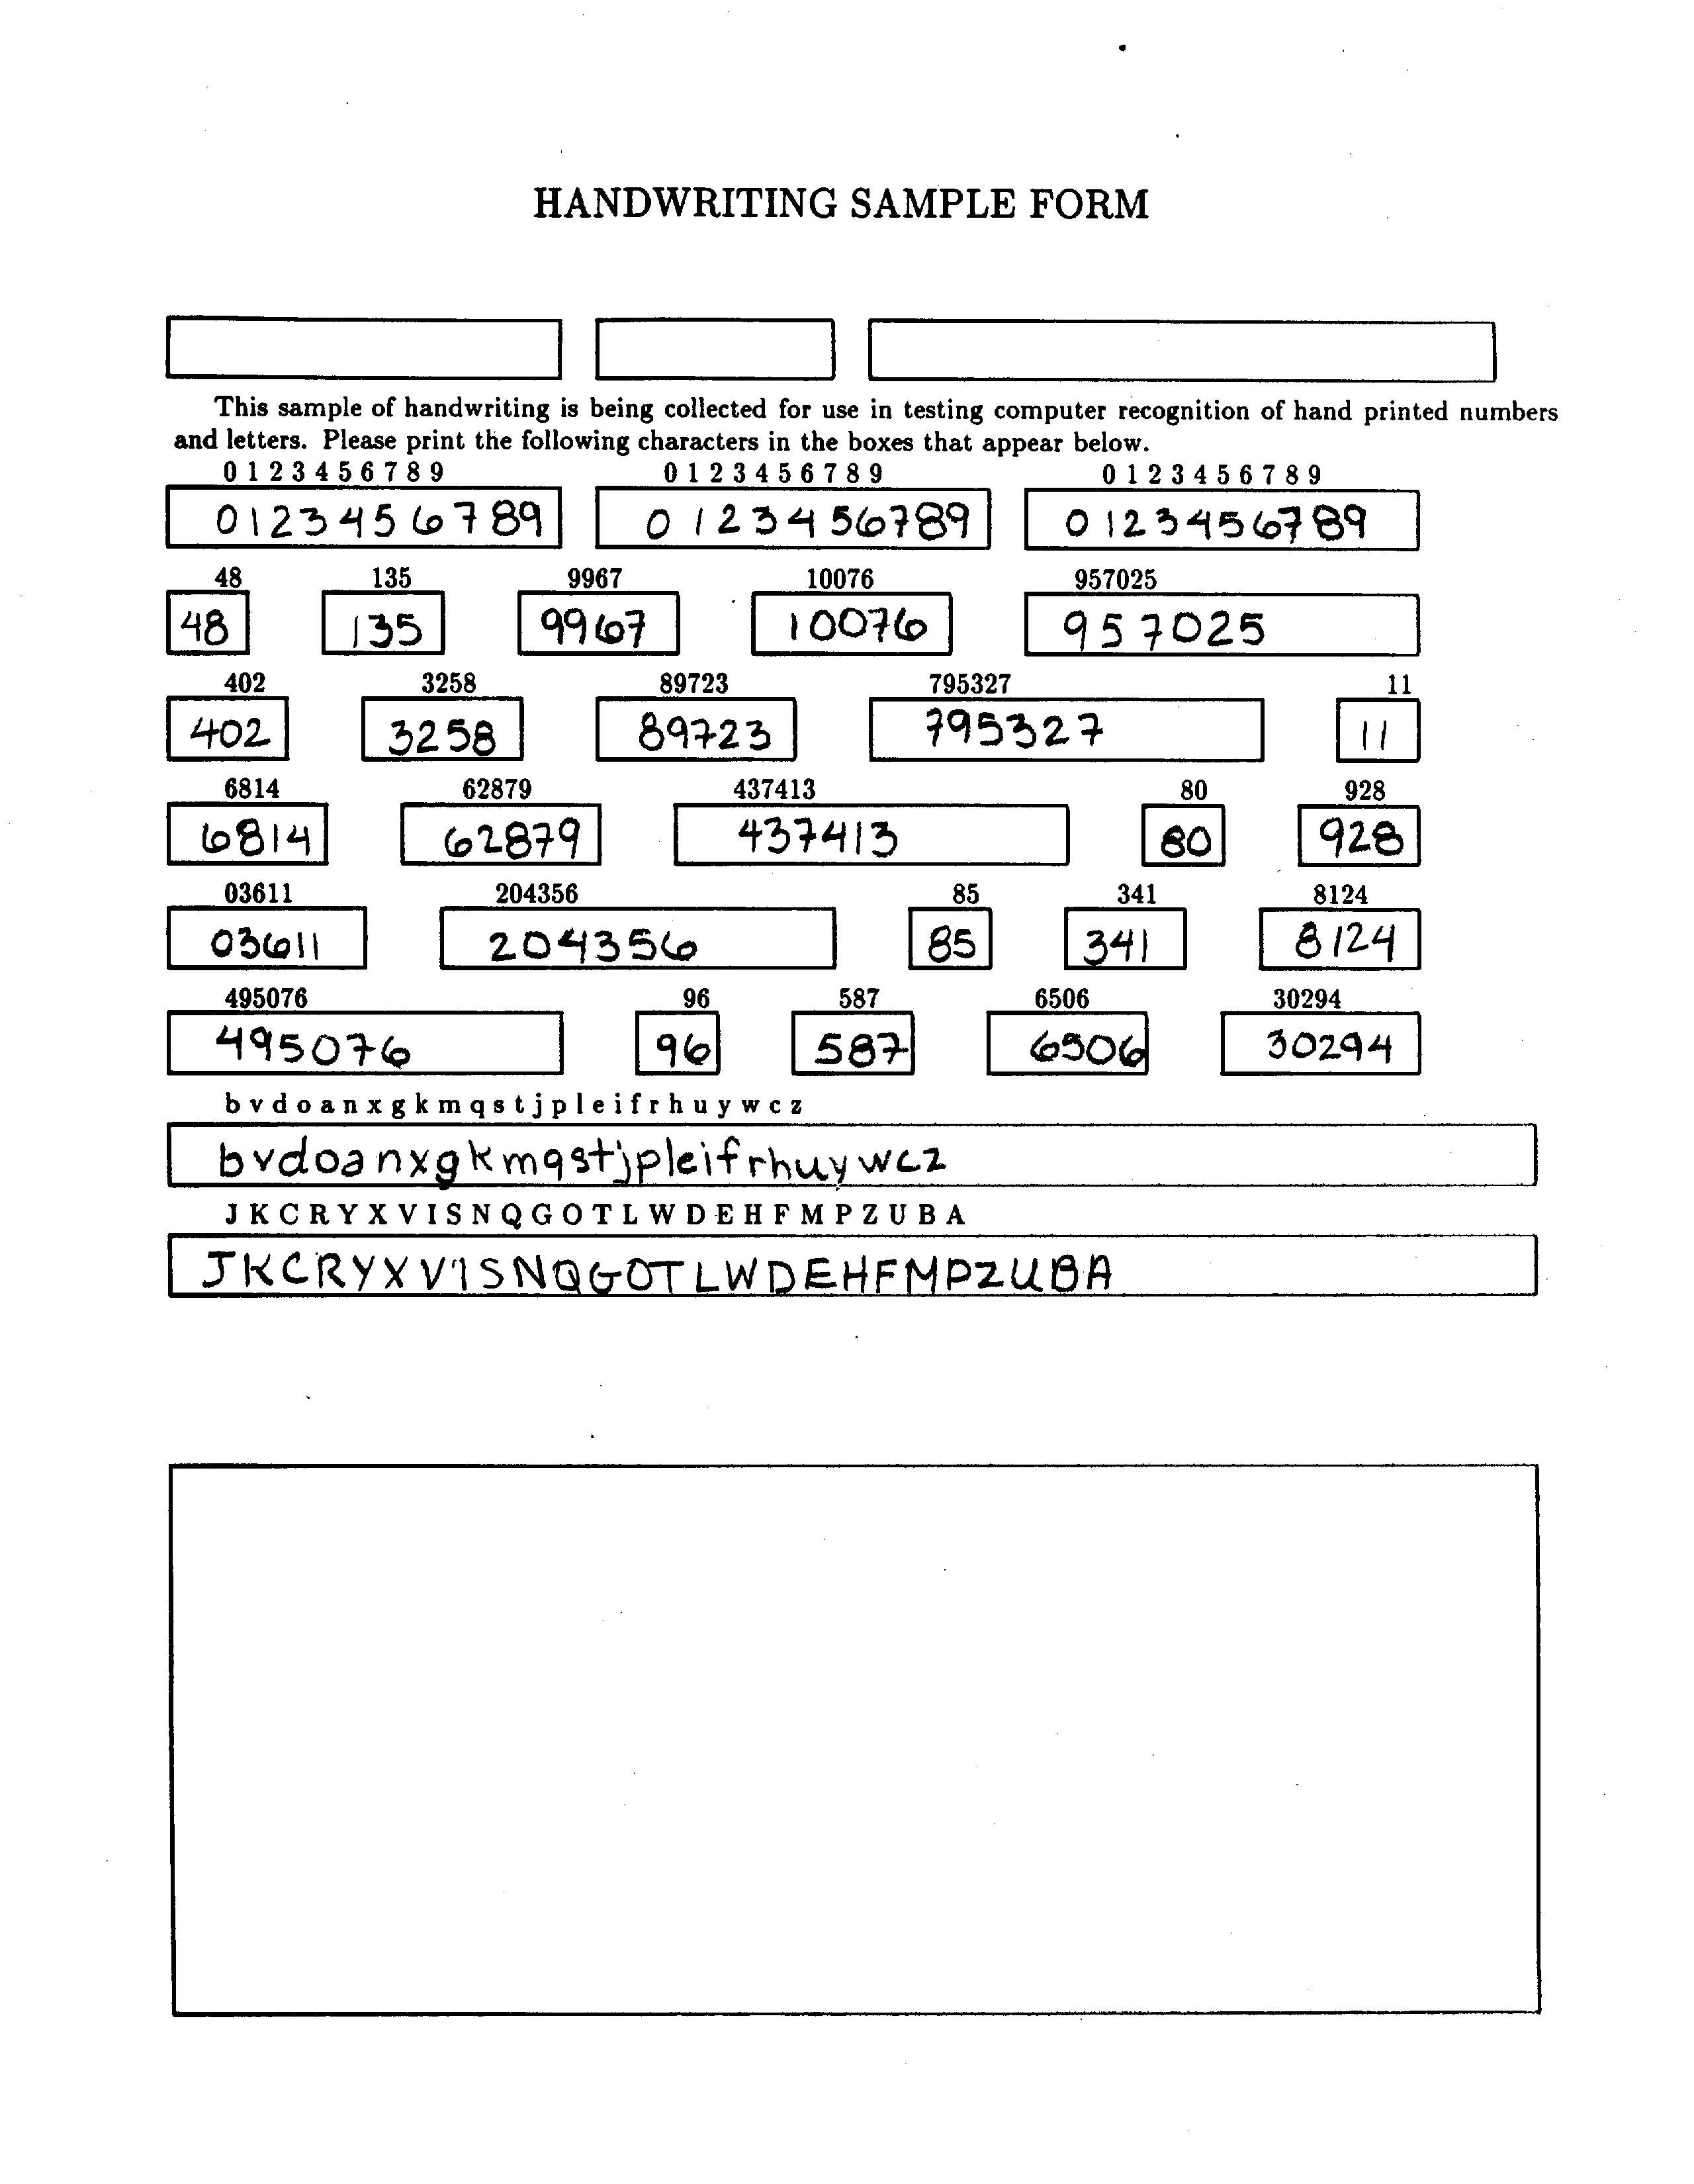 HANDWRITING SAMPLE FORM
This sample of handwriting is being collected for use in testing computer recognition of hand printed numbers
and letters. Please print the following characters in the boxes that appear below.
0 1 2 3 4 5 6 7 8 9 0 1 2 3 4 5 6 7 8 9 0 1 2 3 4 5 6 7 8 9
0123456789 0123456789 0123456789
48 135 9967 10076 957025
48 135 9967 10076 957025
402 3258 89723 795327 11
402 3258 89723 795327 11
6814 62879 437413 80 928
6814 62879 437413 80 928
03611 204356 85 341 8124
03611 204356 85 341 8124
495076 96 587 6506 30294
495076 96 587 6506 30294
b v d o a n x g k m q s t j p l e i f r h u y w c z
bvdoanxgkmqstjpleifrhuywcz
J K C R Y X V I S N Q G O T L W D E H F M P Z U B A
JKCRYXVISNQGOTLWDEHFMPZUBA